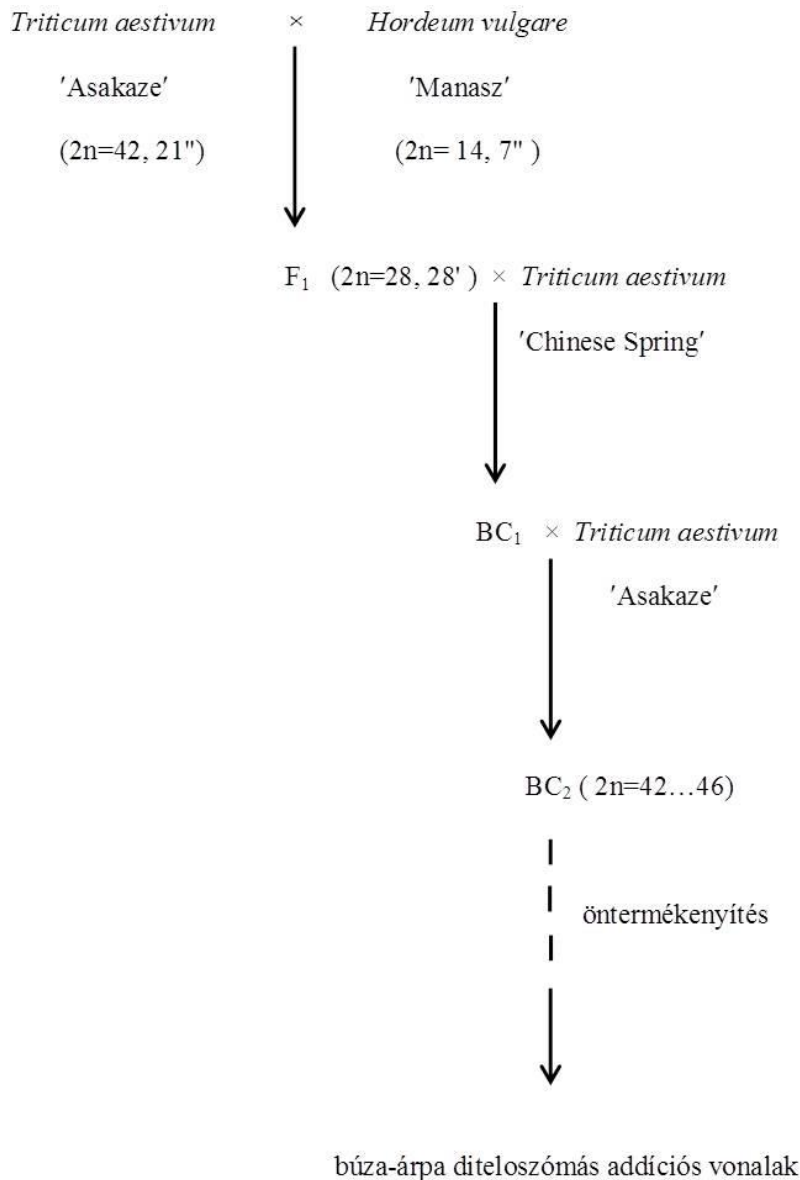 Triticum aestivum × Hordeum vulgare
'Asakaze' 'Manasz'
(2n=42, 21") (2n= 14, 7" )
F₁ (2n=28, 28' ) × Triticum aestivum
'Chinese Spring'
BC₁ × Triticum aestivum
'Asakaze'
BC₂ ( 2n=42…46)
öntermékenyítés
búza-árpa diteloszómás addíciós vonalak